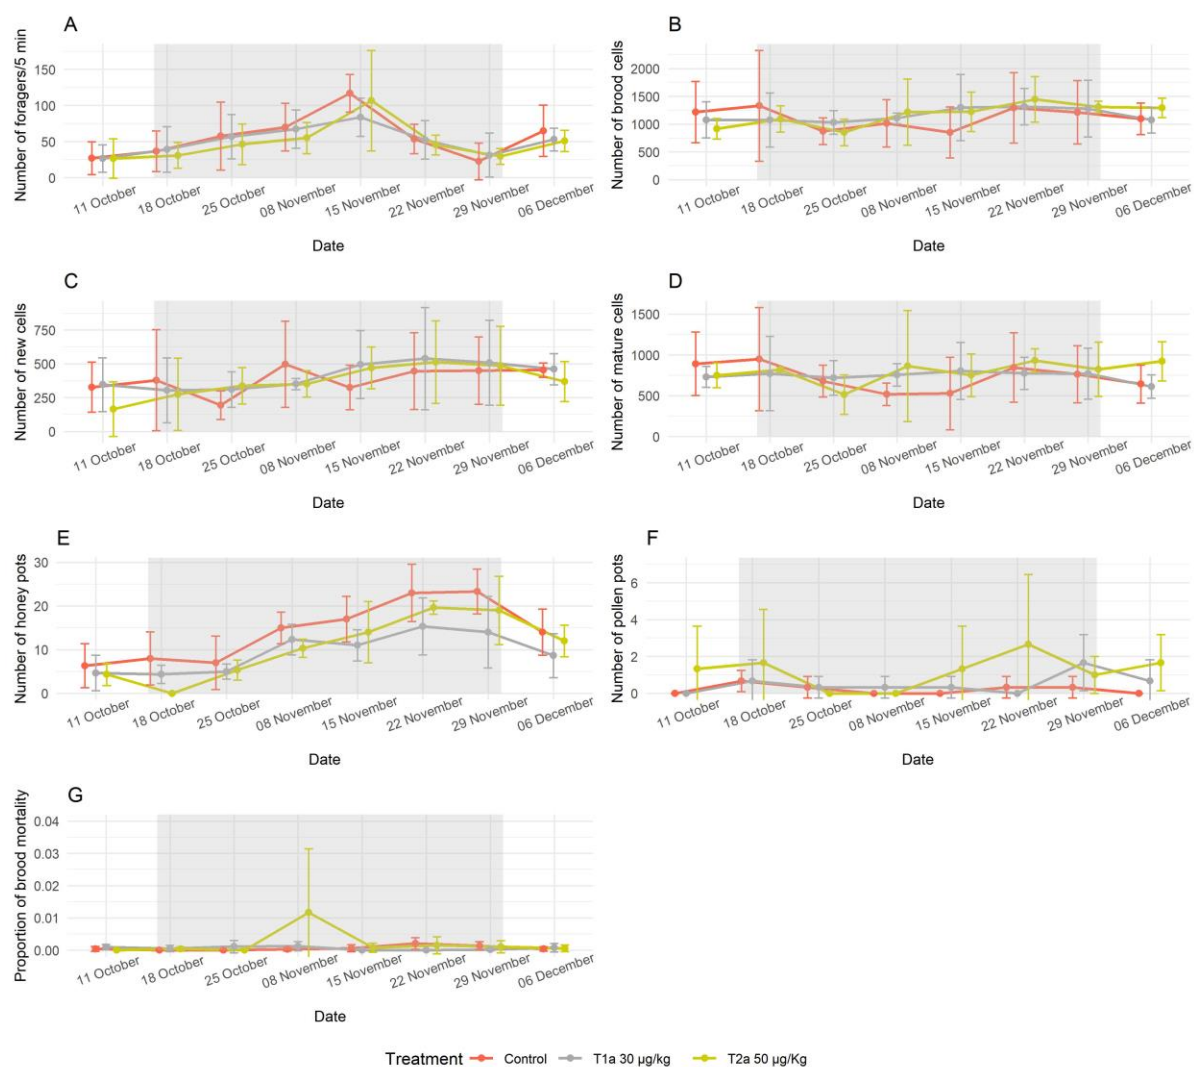 A
Number of foragers/5 min
150
100
50
0
11 October 18 October 25 October 08 November 15 November 22 November 29 November 06 December
Date
B
Number of brood cells
2000
1500
1000
500
0
11 October 18 October 25 October 08 November 15 November 22 November 29 November 06 December
Date
C
Number of new cells
750
500
250
0
11 October 18 October 25 October 08 November 15 November 22 November 29 November 06 December
Date
D
Number of mature cells
1500
1000
500
0
11 October 18 October 25 October 08 November 15 November 22 November 29 November 06 December
Date
E
Number of honey pots
30
20
10
0
11 October 18 October 25 October 08 November 15 November 22 November 29 November 06 December
Date
F
Number of pollen pots
6
4
2
0
11 October 18 October 25 October 08 November 15 November 22 November 29 November 06 December
Date
G
Proportion of brood mortality
0.04
0.03
0.02
0.01
0.00
11 October 18 October 25 October 08 November 15 November 22 November 29 November 06 December
Date
Treatment Control T1a 30 µg/kg T2a 50 µg/Kg